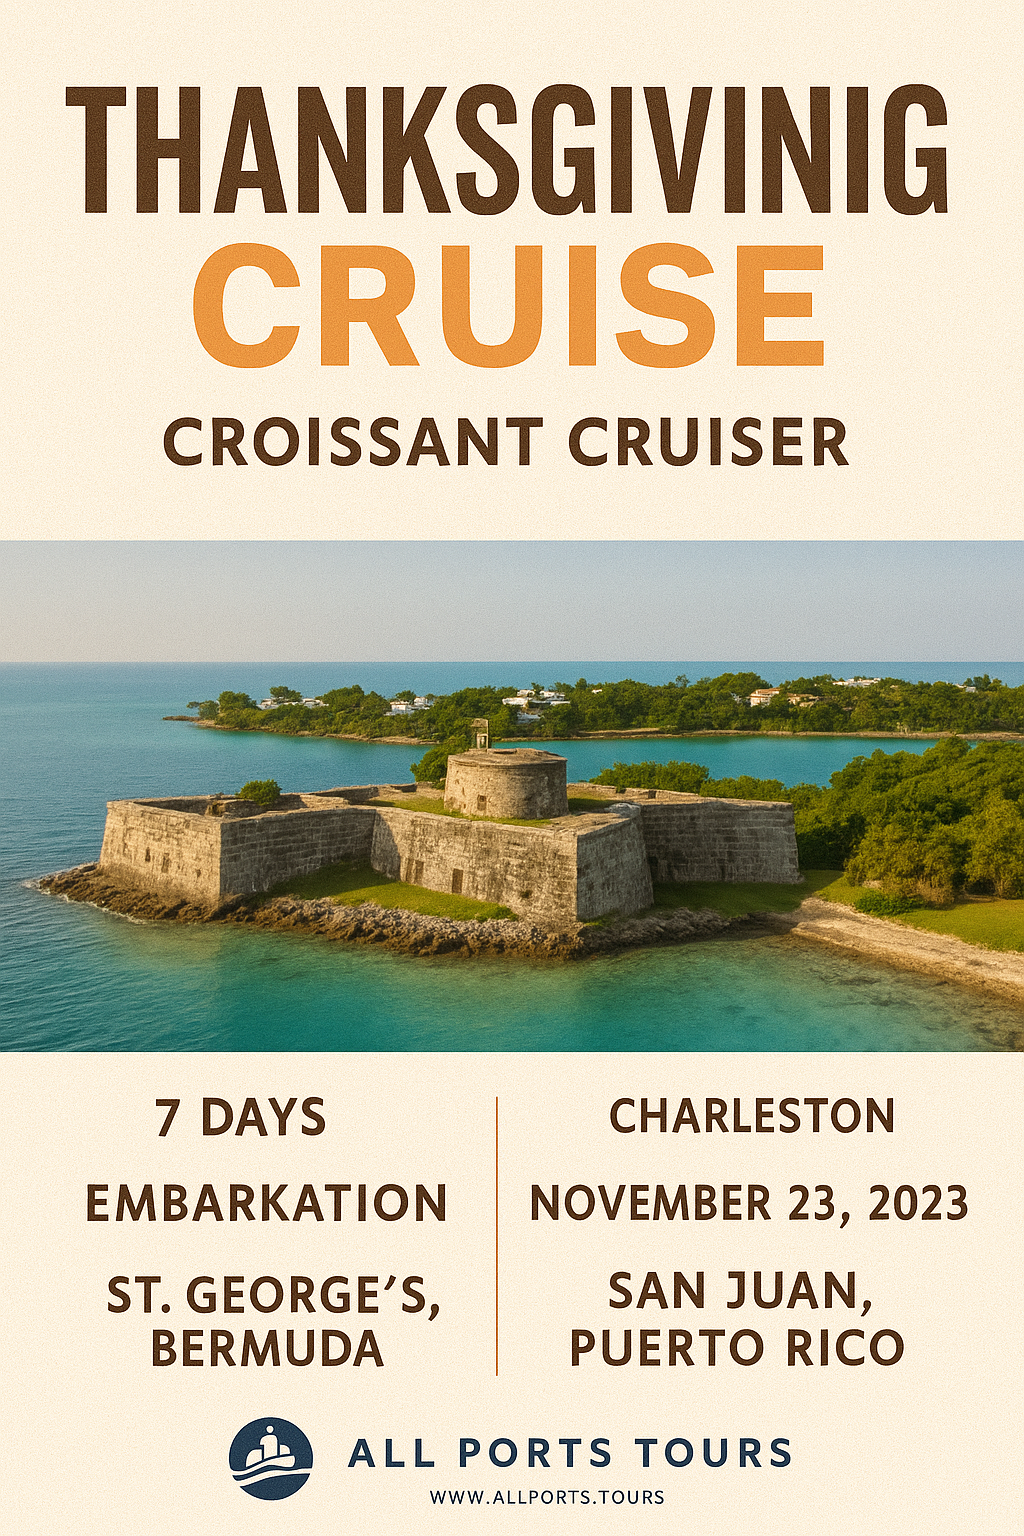 THANKSGIVINIG
CRUISE
CROISSANT CRUISER
7 DAYS
EMBARKATION
ST. GEORGE'S,
BERMUDA
CHARLESTON
NOVEMBER 23, 2023
SAN JUAN,
PUERTO RICO
ALL PORTS TOURS
WWW.ALLPORTS.TOURS